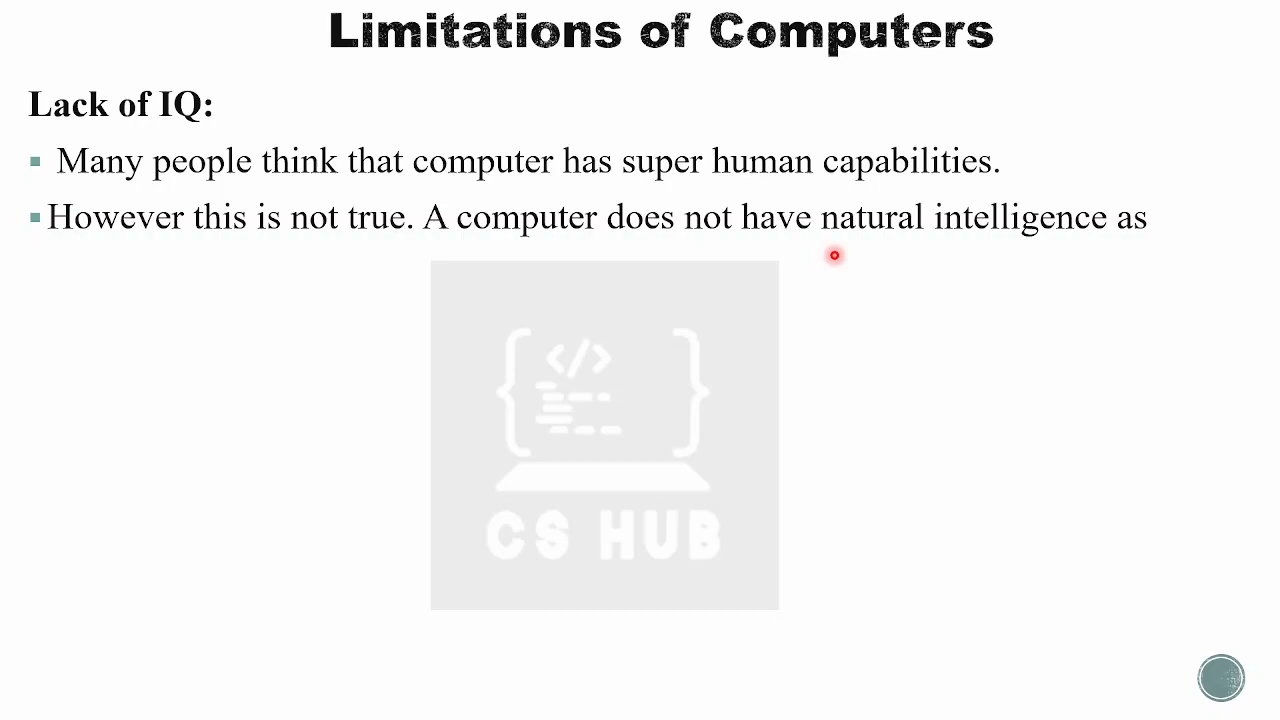 Limitations of Computers
Lack of IQ:
▪ Many people think that computer has super human capabilities.
▪ However this is not true. A computer does not have natural intelligence as
</>
CS HUB